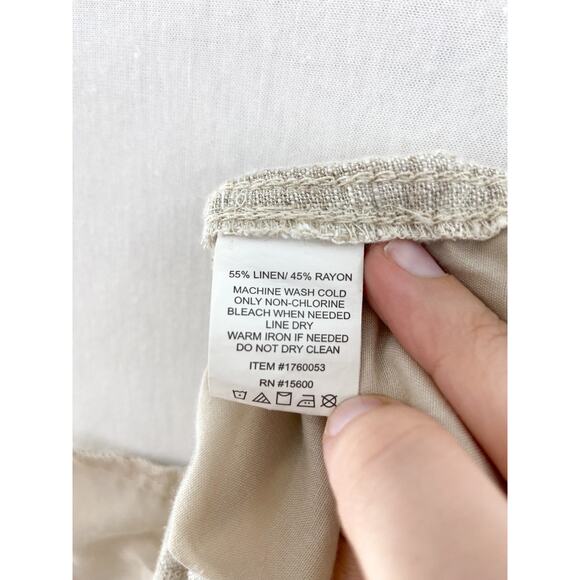 55% LINEN/ 45% RAYON
MACHINE WASH COLD
ONLY NON-CHLORINE
BLEACH WHEN NEEDED
LINE DRY
WARM IRON IF NEEDED
DO NOT DRY CLEAN
ITEM #1760053
RN #15600